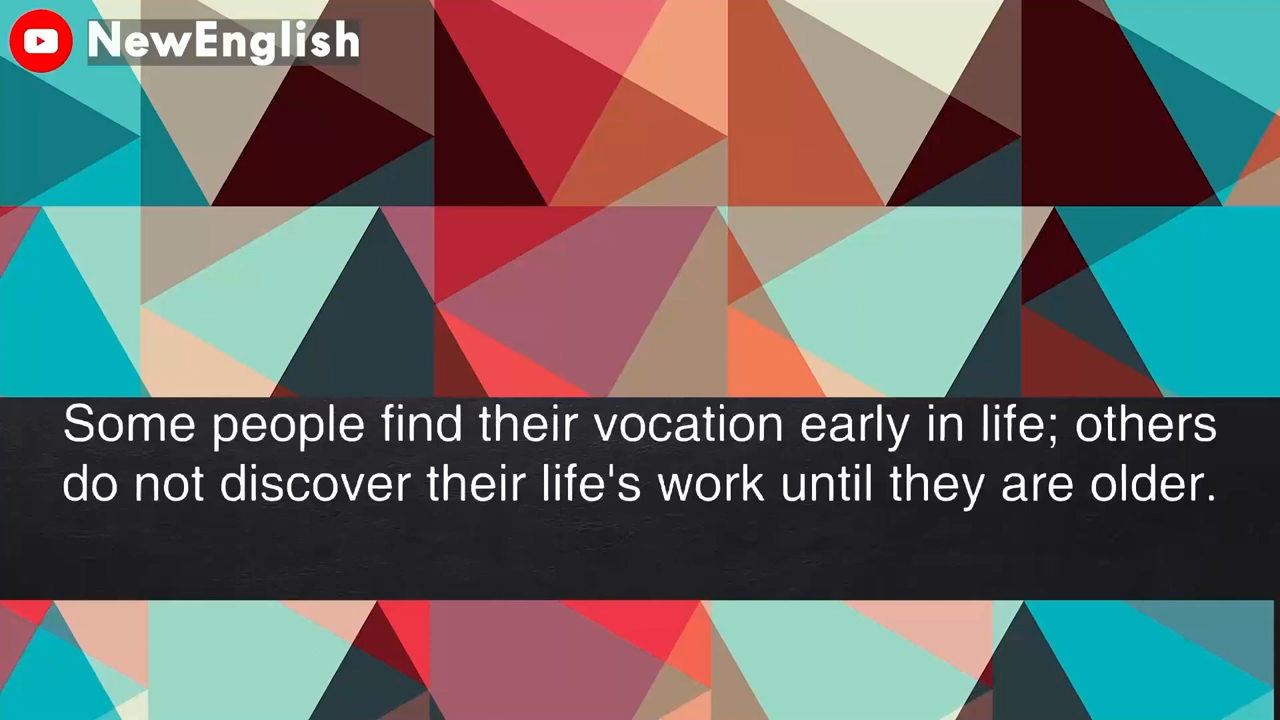 NewEnglish
Some people find their vocation early in life; others
do not discover their life's work until they are older.